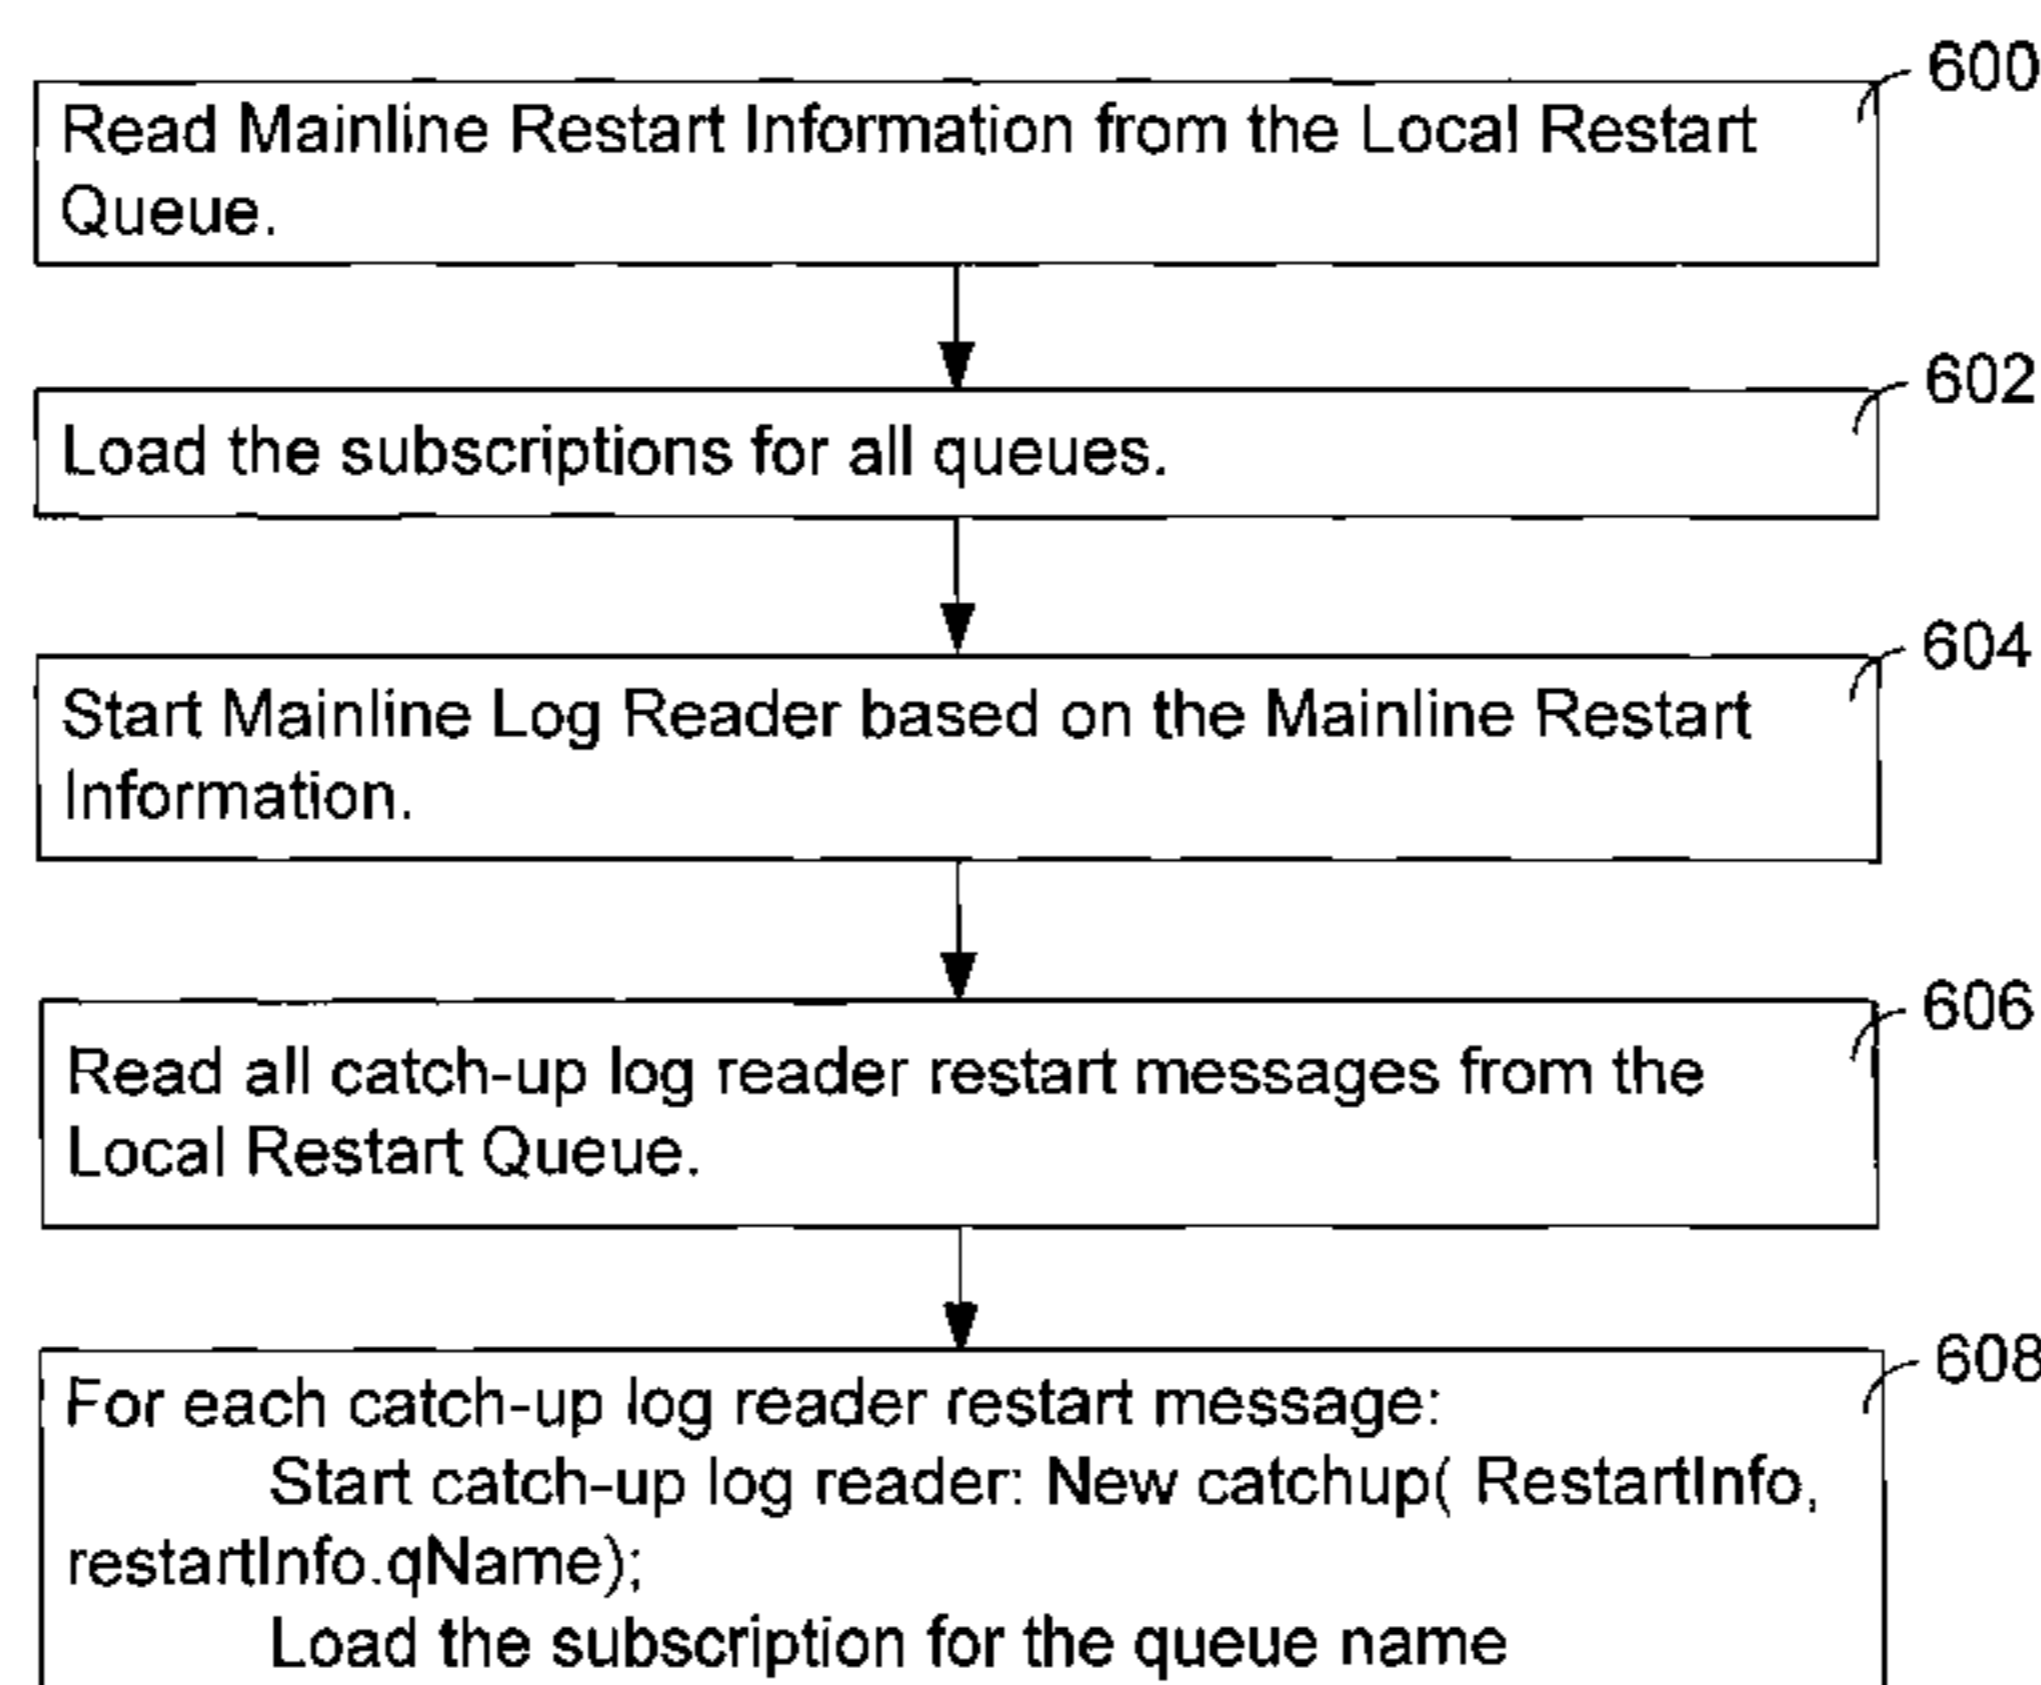 600
Read Mainline Restart Information from the Local Restart
Queue.
602
Load the subscriptions for all queues.
604
Start Mainline Log Reader based on the Mainline Restart
Information.
606
Read all catch-up log reader restart messages from the
Local Restart Queue.
608
For each catch-up log reader restart message:
Start catch-up log reader: New catchup( RestartInfo,
restartInfo.qName);
Load the subscription for the queue name